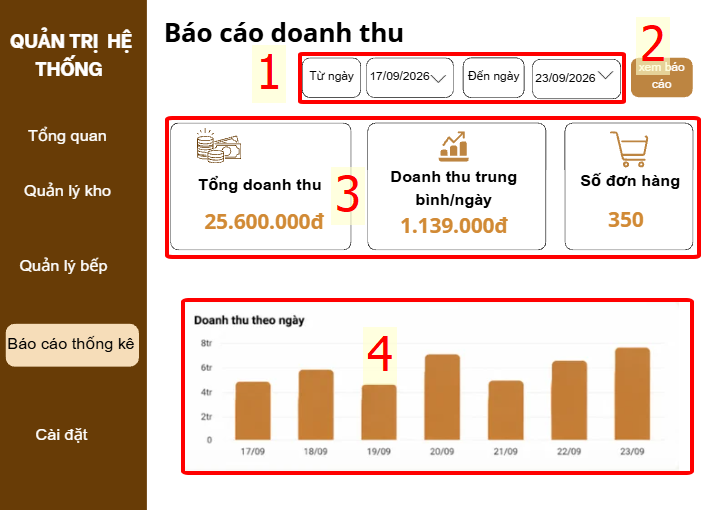 QUẢN TRỊ HỆ
THỐNG
Tổng quan
Quản lý kho
Quản lý bếp
Báo cáo thống kê
Cài đặt
Báo cáo doanh thu
1
Từ ngày
17/09/2026
Đến ngày
23/09/2026
2
xem báo
cáo
Tổng doanh thu
25.600.000đ
3
Doanh thu trung
bình/ngày
1.139.000đ
Số đơn hàng
350
Doanh thu theo ngày
4
8tr
6tr
4tr
2tr
0
17/09 18/09 19/09 20/09 21/09 22/09 23/09